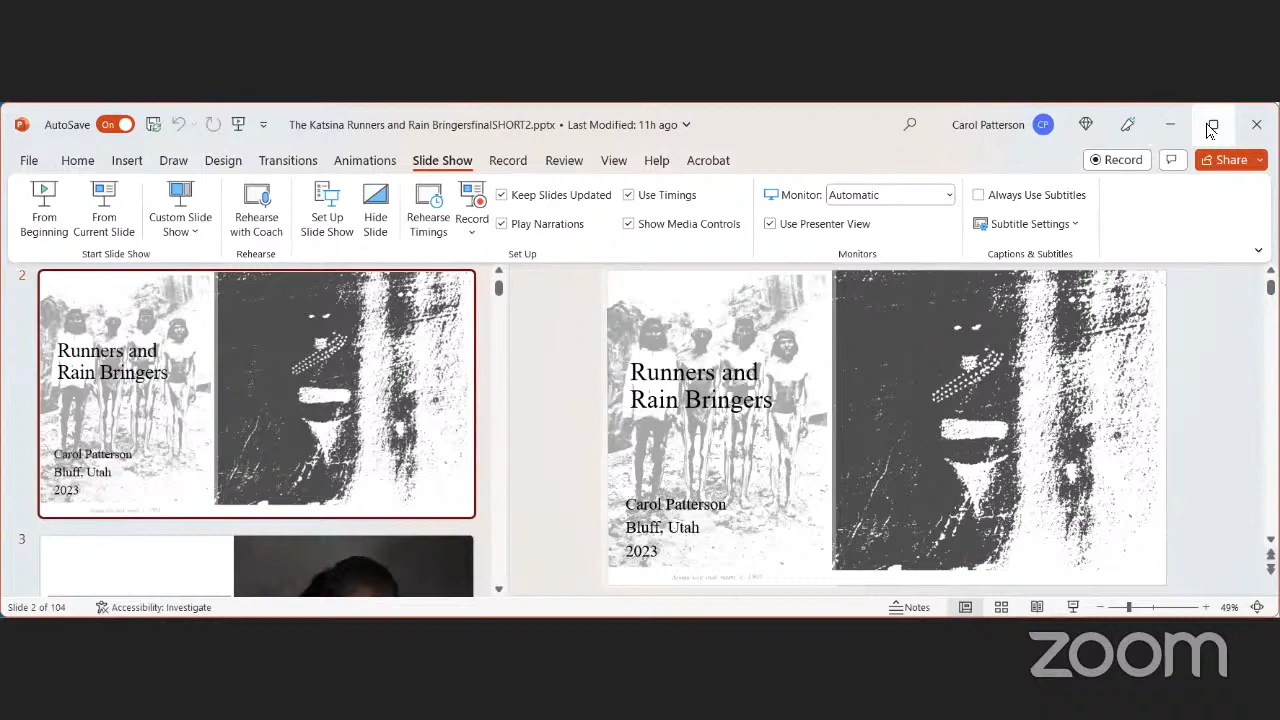 AutoSave On
The Katsina Runners and Rain BringersfinalSHORT2.pptx • Last Modified: 11h ago
Carol Patterson CP
File Home Insert Draw Design Transitions Animations Slide Show Record Review View Help Acrobat
Record Share
From Beginning
From Current Slide
Custom Slide Show
Start Slide Show
Rehearse with Coach
Rehearse
Set Up Slide Show
Hide Slide
Rehearse Timings
Record
Keep Slides Updated
Play Narrations
Use Timings
Show Media Controls
Set Up
Monitor: Automatic
Use Presenter View
Monitors
Always Use Subtitles
Subtitle Settings
Captions & Subtitles
2
Runners and
Rain Bringers
Carol Patterson
Bluff, Utah
2023
3
Runners and
Rain Bringers
Carol Patterson
Bluff, Utah
2023
Slide 2 of 104 Accessibility: Investigate Notes 49%
zoom